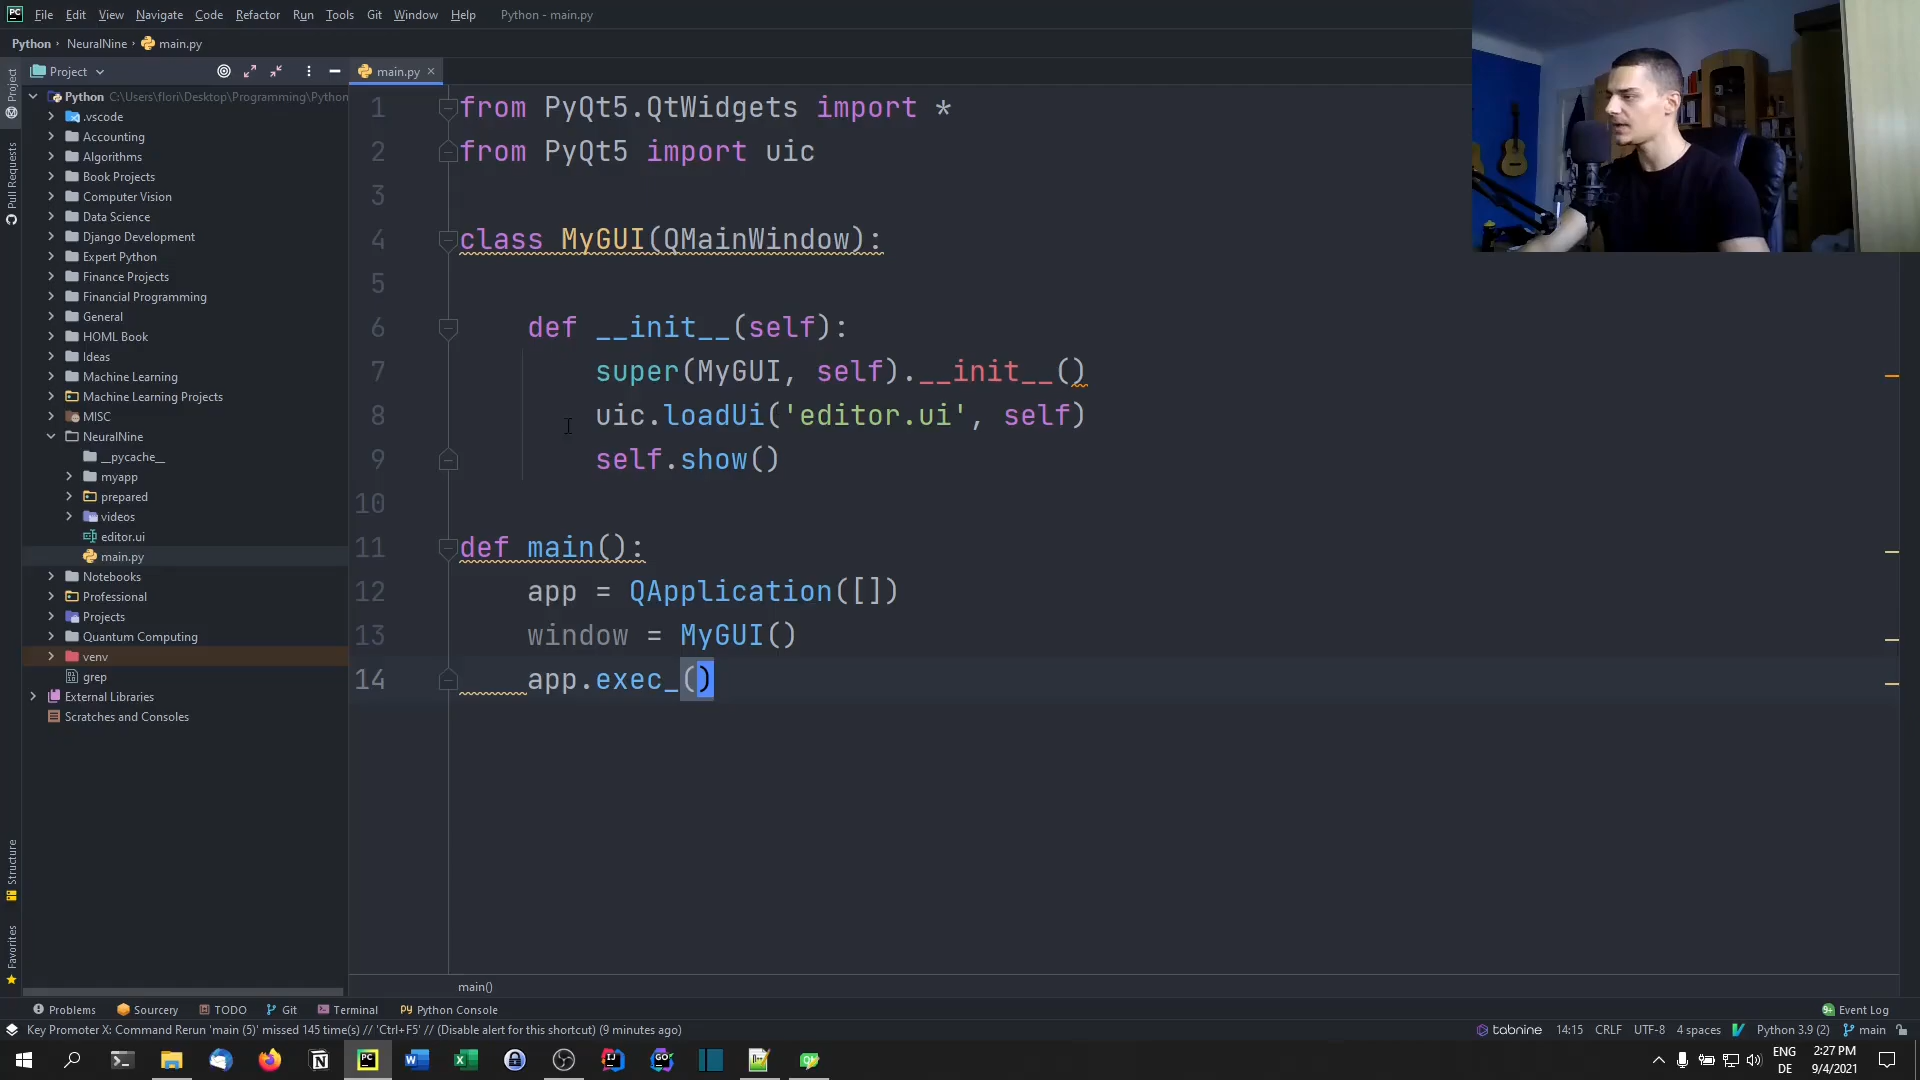 PC File Edit View Navigate Code Refactor Run Tools Git Window Help Python - main.py
Python NeuralNine main.py
Project main.py
Python C:\Users\flori\Desktop\Programming\Python
.vscode
Accounting
Algorithms
Book Projects
Computer Vision
Data Science
Django Development
Expert Python
Finance Projects
Financial Programming
General
HOML Book
Ideas
Machine Learning
Machine Learning Projects
MISC
NeuralNine
__pycache__
myapp
prepared
videos
editor.ui
main.py
Notebooks
Professional
Projects
Quantum Computing
venv
grep
External Libraries
Scratches and Consoles
Project
Pull Requests
Structure
Favorites
1 from PyQt5.QtWidgets import *
2 from PyQt5 import uic
3
4 class MyGUI(QMainWindow):
5
6 def __init__(self):
7 super(MyGUI, self).__init__()
8 uic.loadUi('editor.ui', self)
9 self.show()
10
11 def main():
12 app = QApplication([])
13 window = MyGUI()
14 app.exec_()
main()
Problems Sourcery TODO Git Terminal Python Console Event Log
Key Promoter X: Command Rerun 'main (5)' missed 145 time(s) // 'Ctrl+F5' // (Disable alert for this shortcut) (9 minutes ago) tabnine 14:15 CRLF UTF-8 4 spaces Python 3.9 (2) main
ENG 2:27 PM
DE 9/4/2021